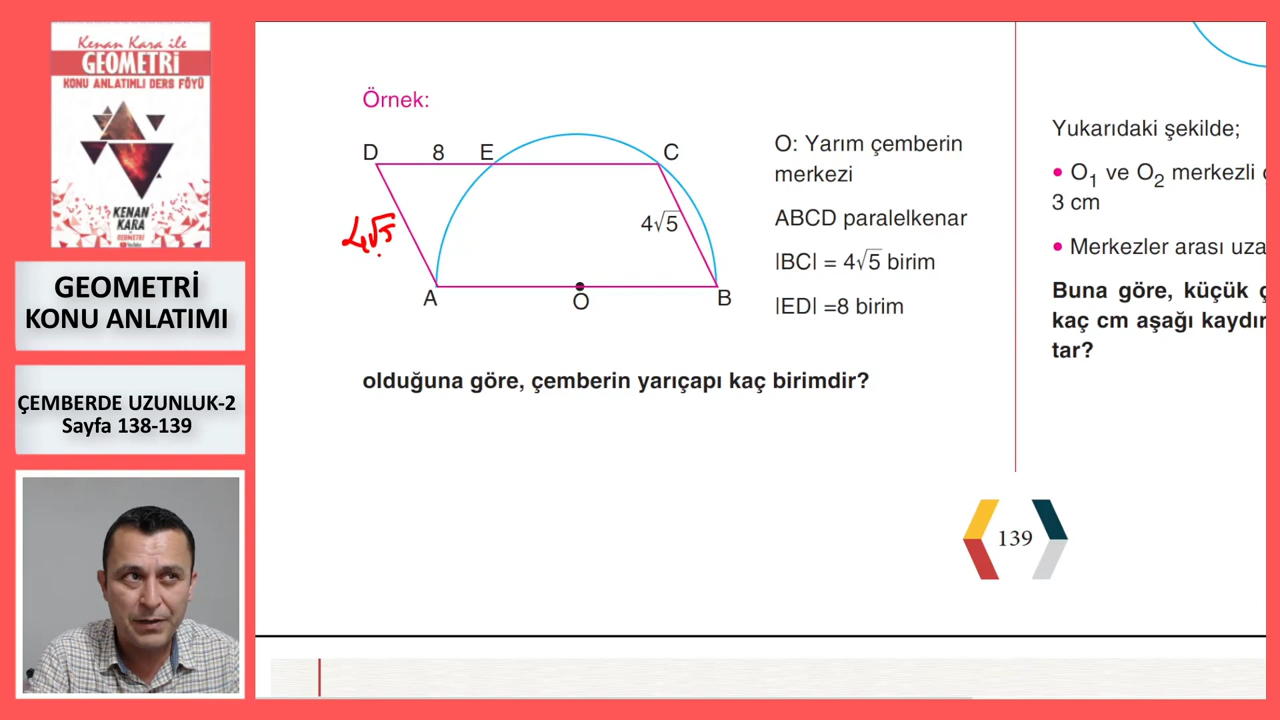 Kenan Kara ile
GEOMETRİ
KONU ANLATIMLI DERS FÖYÜ
KENAN
KARA
GEOMETRİ
KONU ANLATIMI
ÇEMBERDE UZUNLUK-2
Sayfa 138-139
Örnek:
D 8 E C
4√5 4√5
A O B
O: Yarım çemberin
merkezi
ABCD paralelkenar
|BC| = 4√5 birim
|ED| =8 birim
olduğuna göre, çemberin yarıçapı kaç birimdir?
139
Yukarıdaki şekilde;
• O1 ve O2 merkezli
3 cm
• Merkezler arası uza
Buna göre, küçük ç
kaç cm aşağı kaydır
tar?